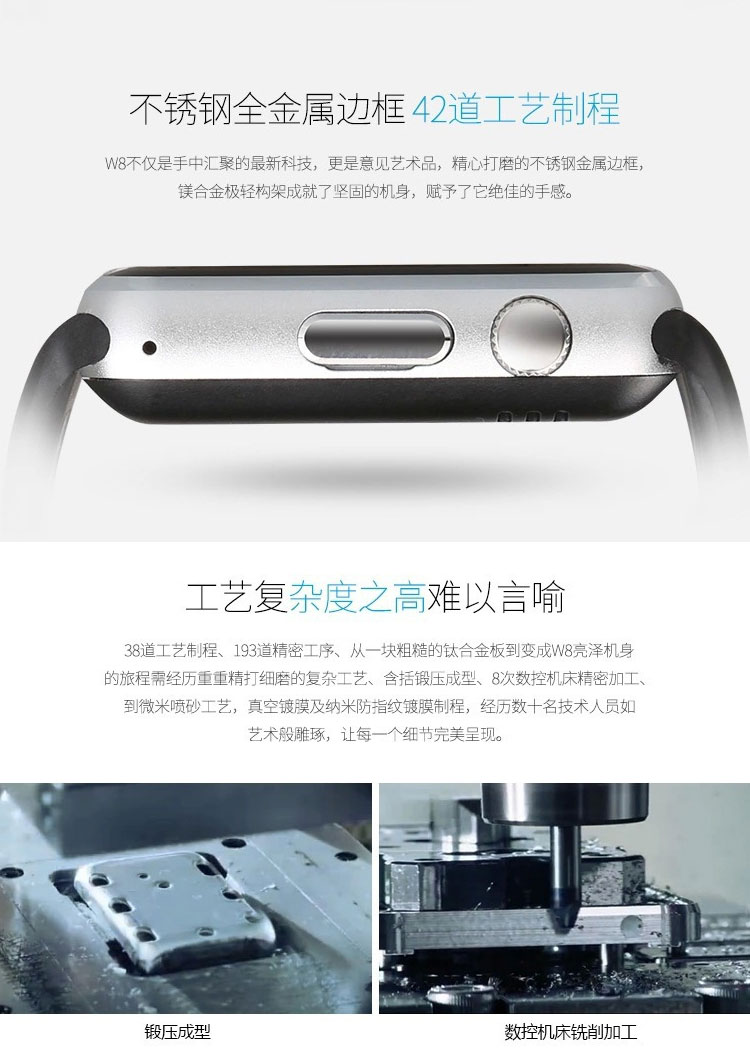 不锈钢全金属边框 42道工艺制程
W8不仅是手中汇聚的最新科技，更是意见艺术品，精心打磨的不锈钢金属边框，
镁合金极轻构架成就了坚固的机身，赋予了它绝佳的手感。
工艺复杂度之高难以言喻
38道工艺制程、193道精密工序、从一块粗糙的钛合金板到变成W8亮泽机身
的旅程需经历重重精打细磨的复杂工艺、含括锻压成型、8次数控机床精密加工、
到微米喷砂工艺，真空镀膜及纳米防指纹镀膜制程，经历数十名技术人员如
艺术般雕琢，让每一个细节完美呈现。
锻压成型
数控机床铣削加工